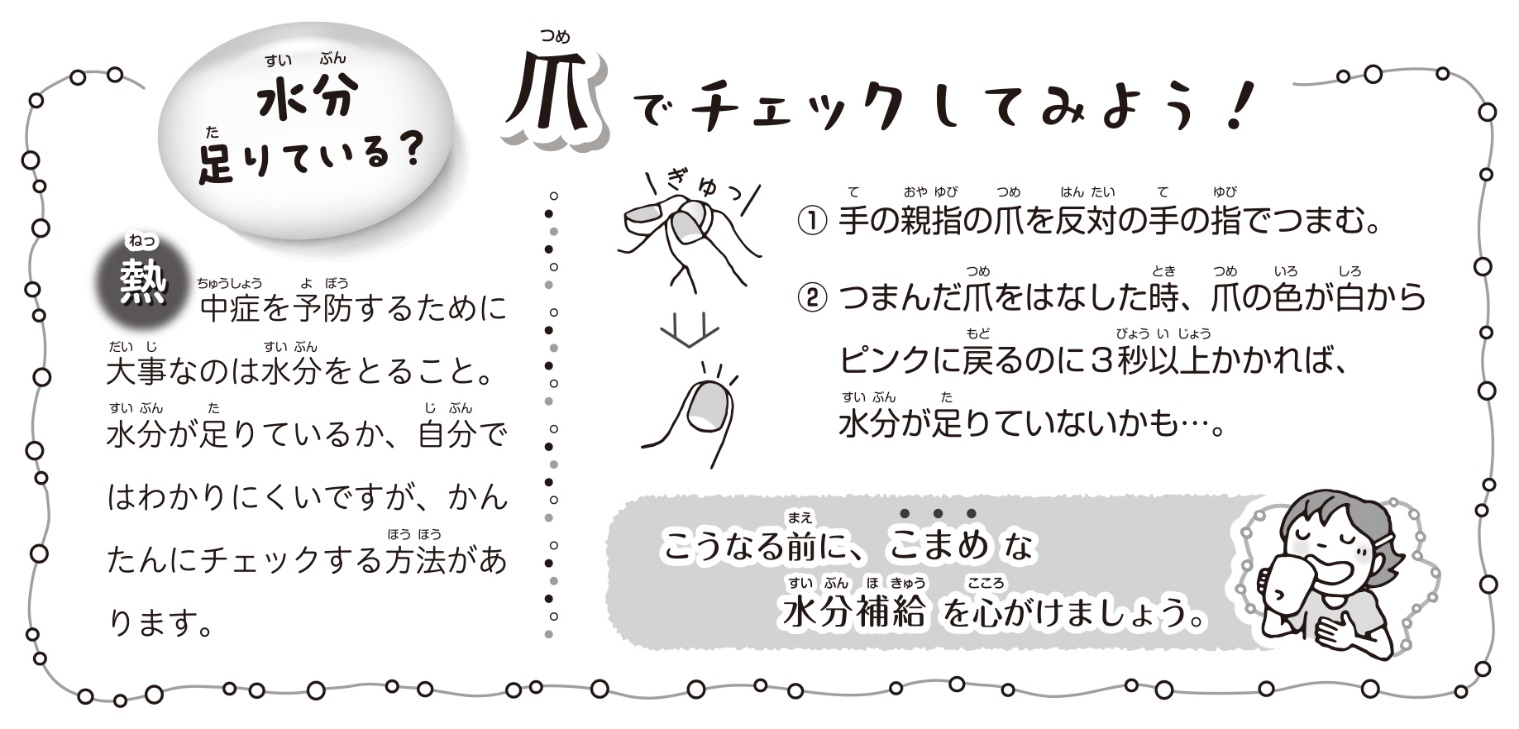 水分
足りている？
爪でチェックしてみよう！
熱中症を予防するために
大事なのは水分をとること。
水分が足りているか、自分で
はわかりにくいですが、かん
たんにチェックする方法があ
ります。
ぎゅっ
① 手の親指の爪を反対の手の指でつまむ。
② つまんだ爪をはなした時、爪の色が白から
ピンクに戻るのに３秒以上かかれば、
水分が足りていないかも…。
こうなる前に、こまめな
水分補給を心がけましょう。